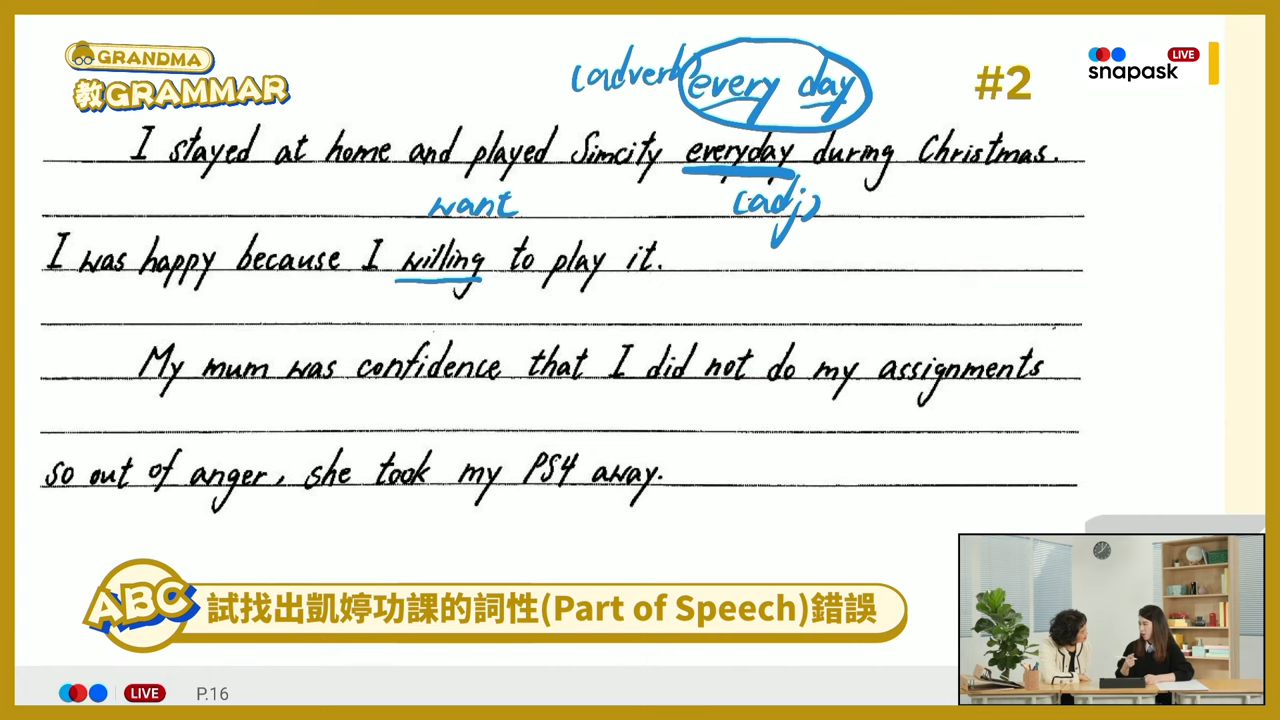 GRANDMA
教GRAMMAR
(adverb) every day
#2
LIVE
snapask
I stayed at home and played Simcity everyday during Christmas.
want
(adj)
I was happy because I willing to play it.
My mum was confidence that I did not do my assignments
so out of anger, she took my PS4 away.
ABC
試找出凱婷功課的詞性(Part of Speech)錯誤
LIVE
P.16